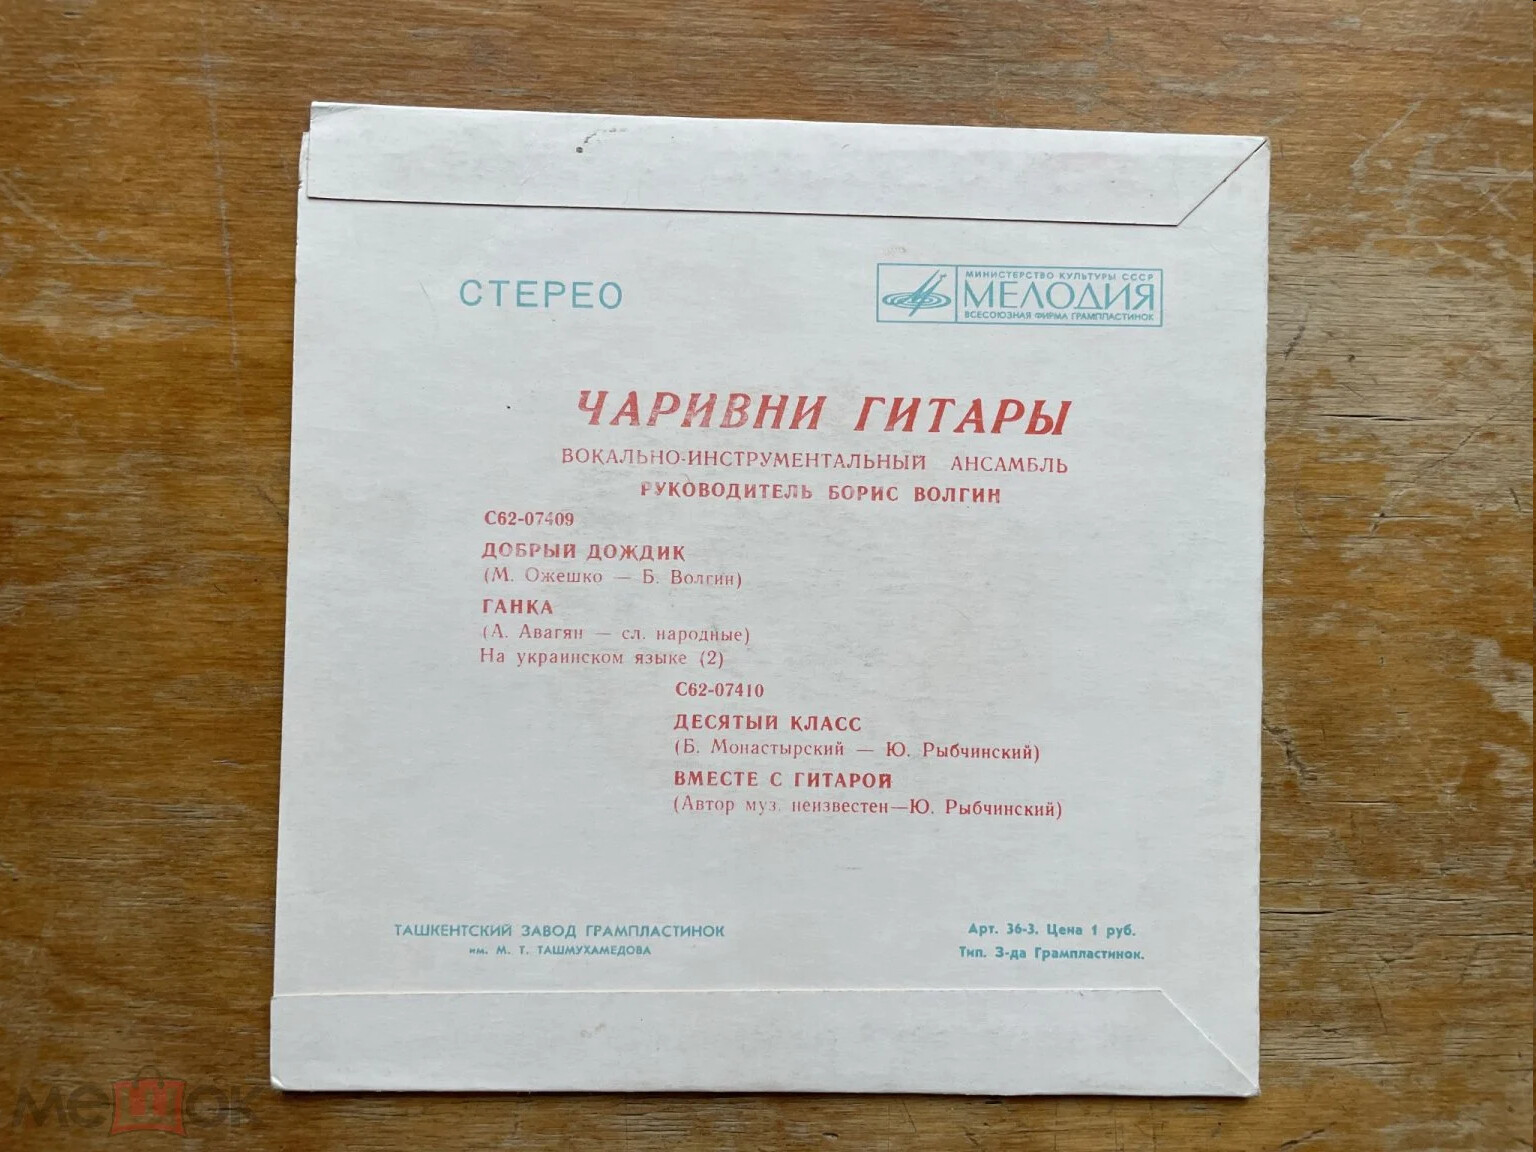 СТЕРЕО
МИНИСТЕРСТВО КУЛЬТУРЫ СССР
МЕЛОДИЯ
ВСЕСОЮЗНАЯ ФИРМА ГРАМПЛАСТИНОК
ЧАРИВНИ ГИТАРЫ
ВОКАЛЬНО-ИНСТРУМЕНТАЛЬНЫЙ АНСАМБЛЬ
РУКОВОДИТЕЛЬ БОРИС ВОЛГИН
С62-07409
ДОБРЫЙ ДОЖДИК
(М. Ожешко — Б. Волгин)
ГАНКА
(А. Авагян — сл. народные)
На украинском языке (2)
С62-07410
ДЕСЯТЫЙ КЛАСС
(Б. Монастырский — Ю. Рыбчинский)
ВМЕСТЕ С ГИТАРОЙ
(Автор муз. неизвестен—Ю. Рыбчинский)
ТАШКЕНТСКИЙ ЗАВОД ГРАМПЛАСТИНОК
им. М. Т. ТАШМУХАМЕДОВА
Арт. 36-3. Цена 1 руб.
Тип. З-да Грампластинок.
мешок